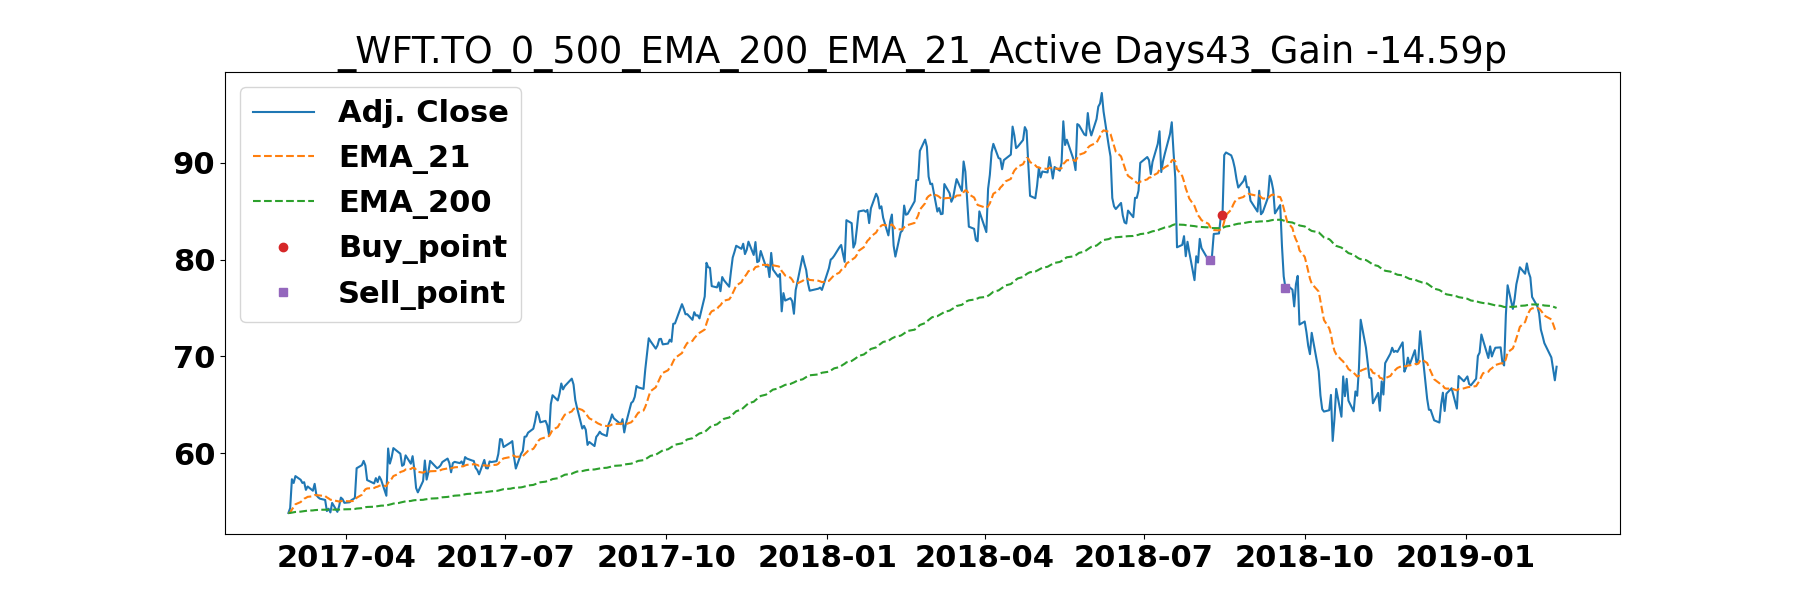 _WFT.TO_0_500_EMA_200_EMA_21_Active Days43_Gain -14.59p
Adj. Close
EMA_21
EMA_200
Buy_point
Sell_point
90
80
70
60
2017-04 2017-07 2017-10 2018-01 2018-04 2018-07 2018-10 2019-01